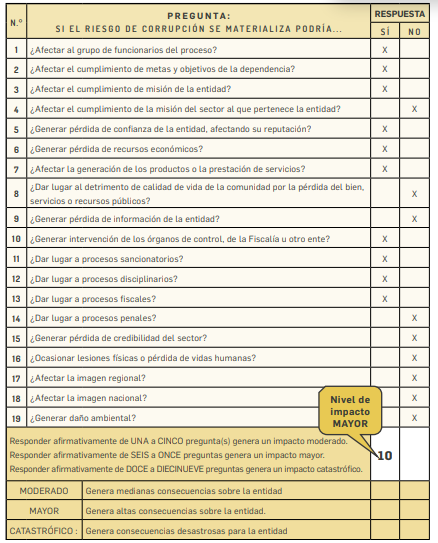 N.° PREGUNTA: RESPUESTA
SI EL RIESGO DE CORRUPCIÓN SE MATERIALIZA PODRÍA... SÍ NO
1 ¿Afectar al grupo de funcionarios del proceso? X
2 ¿Afectar el cumplimiento de metas y objetivos de la dependencia? X
3 ¿Afectar el cumplimiento de misión de la entidad? X
4 ¿Afectar el cumplimiento de la misión del sector al que pertenece la entidad? X
5 ¿Generar pérdida de confianza de la entidad, afectando su reputación? X
6 ¿Generar pérdida de recursos económicos? X
7 ¿Afectar la generación de los productos o la prestación de servicios? X
8 ¿Dar lugar al detrimento de calidad de vida de la comunidad por la pérdida del bien,
servicios o recursos públicos? X
9 ¿Generar pérdida de información de la entidad? X
10 ¿Generar intervención de los órganos de control, de la Fiscalía u otro ente? X
11 ¿Dar lugar a procesos sancionatorios? X
12 ¿Dar lugar a procesos disciplinarios? X
13 ¿Dar lugar a procesos fiscales? X
14 ¿Dar lugar a procesos penales? X
15 ¿Generar pérdida de credibilidad del sector? X
16 ¿Ocasionar lesiones físicas o pérdida de vidas humanas? X
17 ¿Afectar la imagen regional? X
18 ¿Afectar la imagen nacional? X
19 ¿Generar daño ambiental? X
Nivel de
impacto
MAYOR
Responder afirmativamente de UNA a CINCO pregunta(s) genera un impacto moderado.
Responder afirmativamente de SEIS a ONCE preguntas genera un impacto mayor. 10
Responder afirmativamente de DOCE a DIECINUEVE preguntas genera un impacto catastrófico.
MODERADO Genera medianas consecuencias sobre la entidad
MAYOR Genera altas consecuencias sobre la entidad.
CATASTRÓFICO : Genera consecuencias desastrosas para la entidad